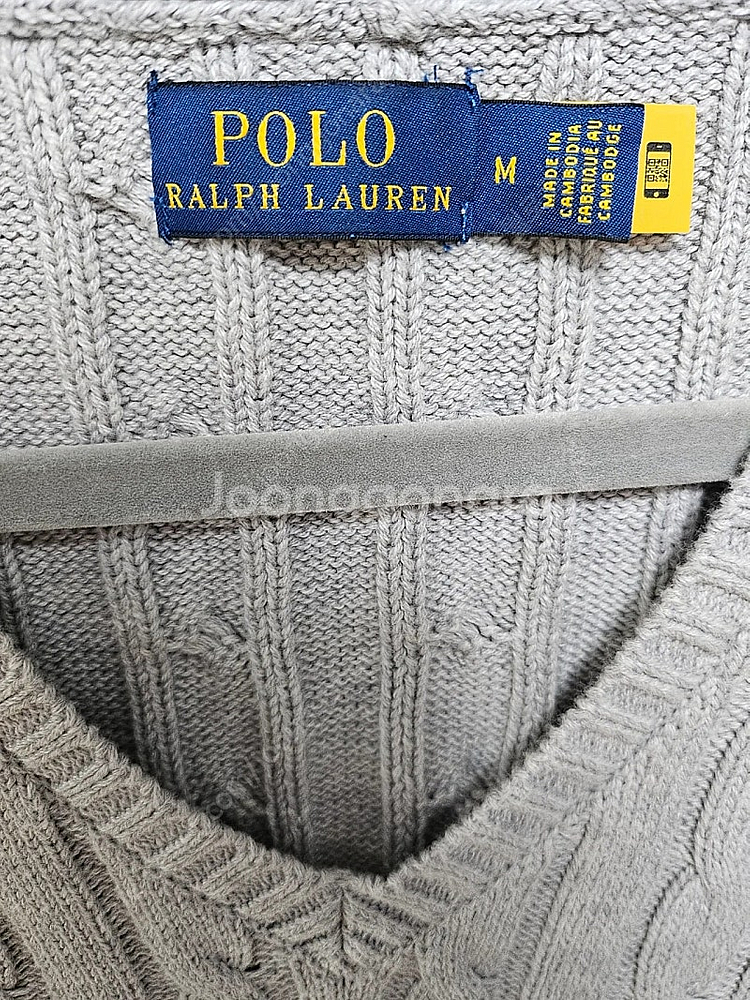 POLO
RALPH LAUREN
M
MADE IN
CAMBODIA
FABRIQUÉ AU
CAMBODGE